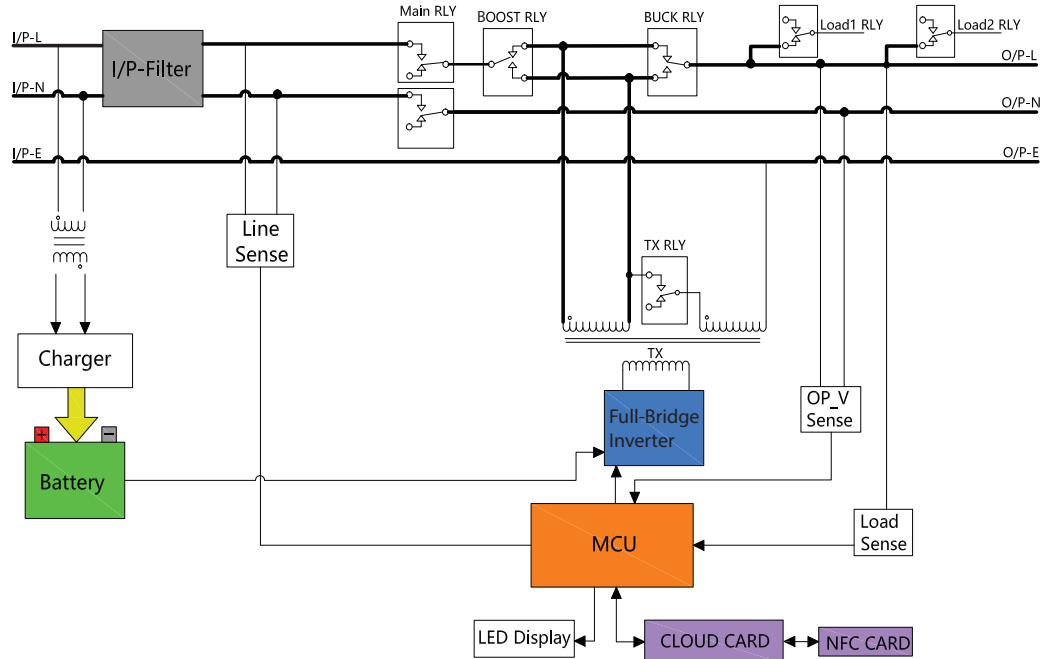 Main RLY
BOOST RLY
BUCK RLY
Load1 RLY
Load2 RLY
I/P-L
I/P-Filter
O/P-L
I/P-N
O/P-N
I/P-E
O/P-E
Line
Sense
TX RLY
Charger
TX
Full-Bridge
Inverter
OP_V
Sense
+
−
Battery
MCU
Load
Sense
LED Display
CLOUD CARD
NFC CARD